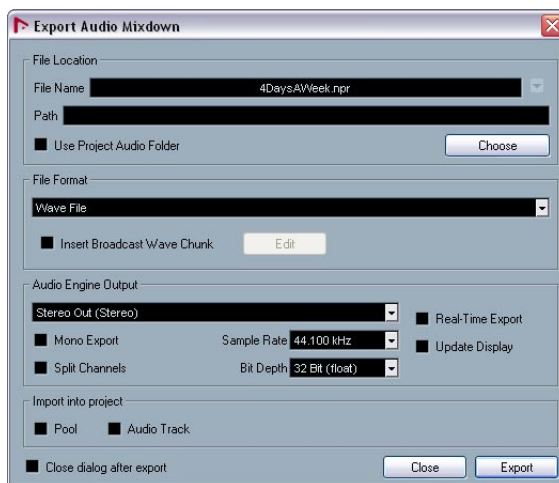 Export Audio Mixdown
File Location
File Name 4DaysAWeek.npr
Path
Use Project Audio Folder Choose
File Format
Wave File
Insert Broadcast Wave Chunk Edit
Audio Engine Output
Stereo Out (Stereo)
Real-Time Export
Mono Export Sample Rate 44.100 kHz
Update Display
Split Channels Bit Depth 32 Bit (float)
Import into project
Pool Audio Track
Close dialog after export Close Export